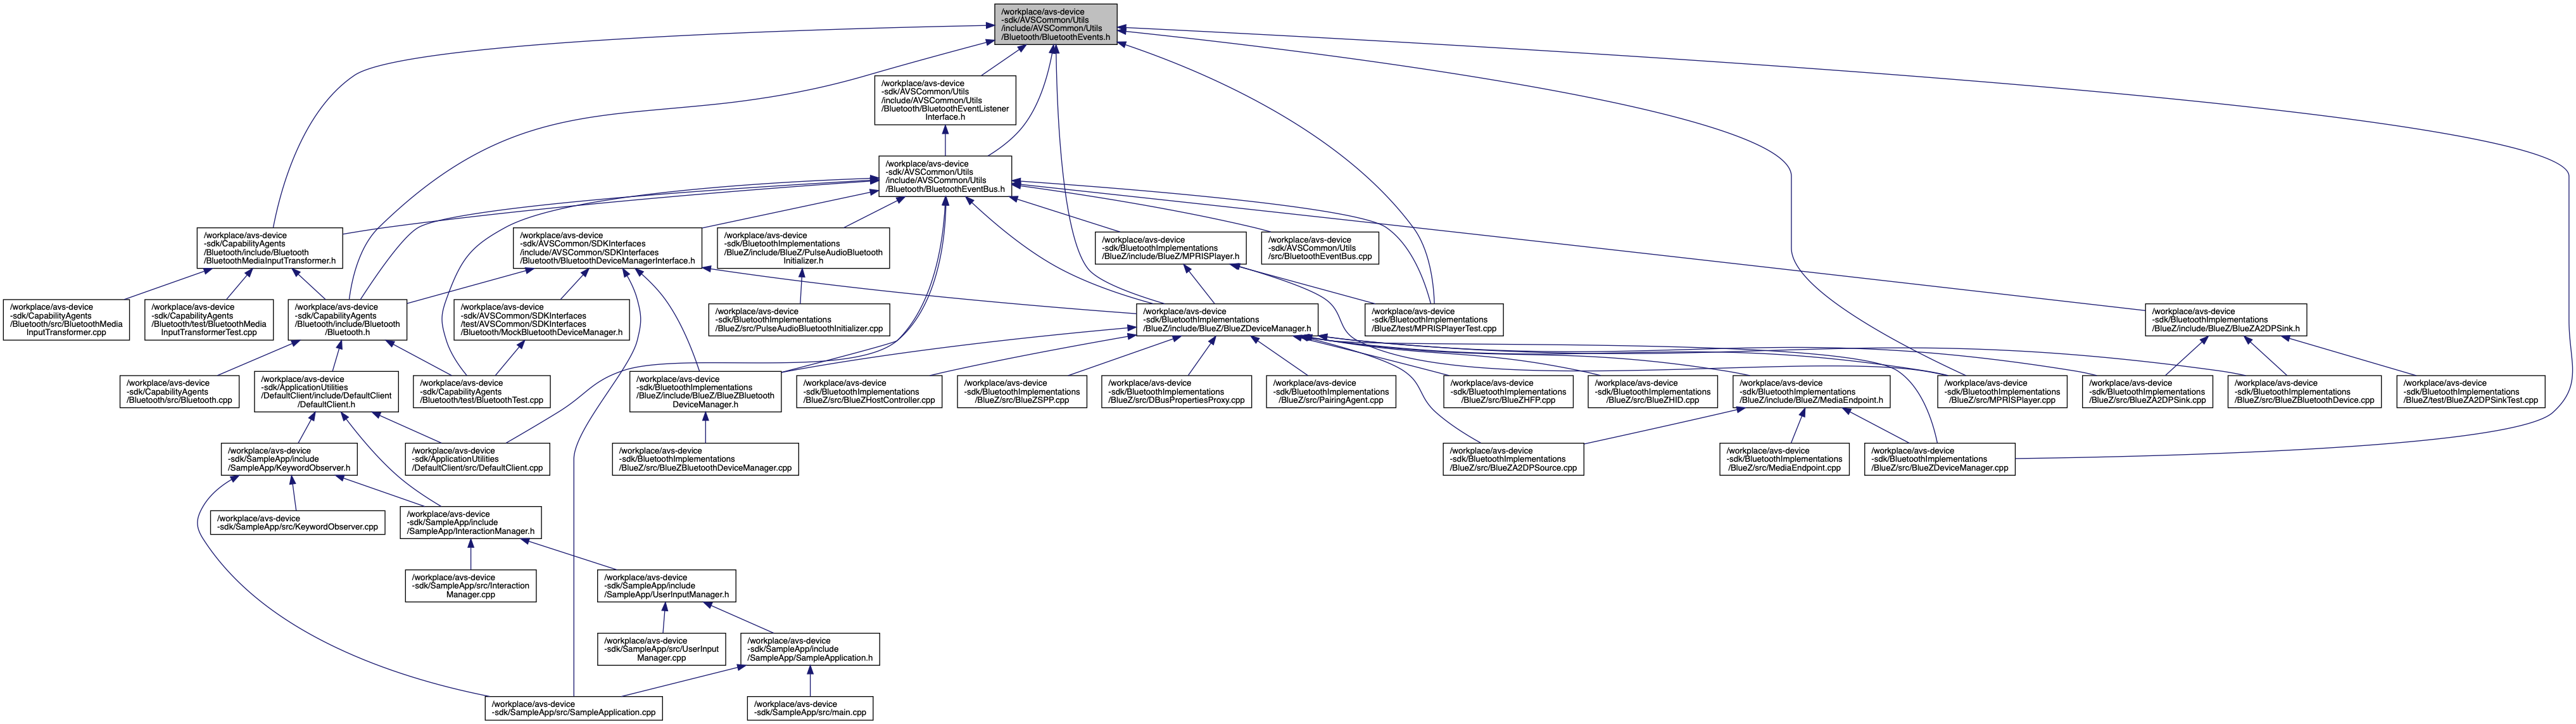 /workplace/avs-device
-sdk/AVSCommon/Utils
/include/AVSCommon/Utils
/Bluetooth/BluetoothEvents.h
/workplace/avs-device
-sdk/AVSCommon/Utils
/include/AVSCommon/Utils
/Bluetooth/BluetoothEventListener
Interface.h
/workplace/avs-device
-sdk/AVSCommon/Utils
/include/AVSCommon/Utils
/Bluetooth/BluetoothEventBus.h
/workplace/avs-device
-sdk/CapabilityAgents
/Bluetooth/include/Bluetooth
/BluetoothMediaInputTransformer.h
/workplace/avs-device
-sdk/AVSCommon/SDKInterfaces
/include/AVSCommon/SDKInterfaces
/Bluetooth/BluetoothDeviceManagerInterface.h
/workplace/avs-device
-sdk/BluetoothImplementations
/BlueZ/include/BlueZ/PulseAudioBluetooth
Initializer.h
/workplace/avs-device
-sdk/BluetoothImplementations
/BlueZ/include/BlueZ/MPRISPlayer.h
/workplace/avs-device
-sdk/AVSCommon/Utils
/src/BluetoothEventBus.cpp
/workplace/avs-device
-sdk/CapabilityAgents
/Bluetooth/src/BluetoothMedia
InputTransformer.cpp
/workplace/avs-device
-sdk/CapabilityAgents
/Bluetooth/test/BluetoothMedia
InputTransformerTest.cpp
/workplace/avs-device
-sdk/CapabilityAgents
/Bluetooth/include/Bluetooth
/Bluetooth.h
/workplace/avs-device
-sdk/AVSCommon/SDKInterfaces
/test/AVSCommon/SDKInterfaces
/Bluetooth/MockBluetoothDeviceManager.h
/workplace/avs-device
-sdk/BluetoothImplementations
/BlueZ/src/PulseAudioBluetoothInitializer.cpp
/workplace/avs-device
-sdk/BluetoothImplementations
/BlueZ/include/BlueZ/BlueZDeviceManager.h
/workplace/avs-device
-sdk/BluetoothImplementations
/BlueZ/test/MPRISPlayerTest.cpp
/workplace/avs-device
-sdk/BluetoothImplementations
/BlueZ/include/BlueZ/BlueZA2DPSink.h
/workplace/avs-device
-sdk/CapabilityAgents
/Bluetooth/src/Bluetooth.cpp
/workplace/avs-device
-sdk/ApplicationUtilities
/DefaultClient/include/DefaultClient
/DefaultClient.h
/workplace/avs-device
-sdk/CapabilityAgents
/Bluetooth/test/BluetoothTest.cpp
/workplace/avs-device
-sdk/BluetoothImplementations
/BlueZ/include/BlueZ/BlueZBluetooth
DeviceManager.h
/workplace/avs-device
-sdk/BluetoothImplementations
/BlueZ/src/BlueZHostController.cpp
/workplace/avs-device
-sdk/BluetoothImplementations
/BlueZ/src/BlueZSPP.cpp
/workplace/avs-device
-sdk/BluetoothImplementations
/BlueZ/src/DBusPropertiesProxy.cpp
/workplace/avs-device
-sdk/BluetoothImplementations
/BlueZ/src/PairingAgent.cpp
/workplace/avs-device
-sdk/BluetoothImplementations
/BlueZ/src/BlueZHFP.cpp
/workplace/avs-device
-sdk/BluetoothImplementations
/BlueZ/src/BlueZHID.cpp
/workplace/avs-device
-sdk/BluetoothImplementations
/BlueZ/include/BlueZ/MediaEndpoint.h
/workplace/avs-device
-sdk/BluetoothImplementations
/BlueZ/src/MPRISPlayer.cpp
/workplace/avs-device
-sdk/BluetoothImplementations
/BlueZ/src/BlueZA2DPSink.cpp
/workplace/avs-device
-sdk/BluetoothImplementations
/BlueZ/src/BlueZBluetoothDevice.cpp
/workplace/avs-device
-sdk/BluetoothImplementations
/BlueZ/test/BlueZA2DPSinkTest.cpp
/workplace/avs-device
-sdk/SampleApp/include
/SampleApp/KeywordObserver.h
/workplace/avs-device
-sdk/ApplicationUtilities
/DefaultClient/src/DefaultClient.cpp
/workplace/avs-device
-sdk/BluetoothImplementations
/BlueZ/src/BlueZBluetoothDeviceManager.cpp
/workplace/avs-device
-sdk/BluetoothImplementations
/BlueZ/src/BlueZA2DPSource.cpp
/workplace/avs-device
-sdk/BluetoothImplementations
/BlueZ/src/MediaEndpoint.cpp
/workplace/avs-device
-sdk/BluetoothImplementations
/BlueZ/src/BlueZDeviceManager.cpp
/workplace/avs-device
-sdk/SampleApp/src/KeywordObserver.cpp
/workplace/avs-device
-sdk/SampleApp/include
/SampleApp/InteractionManager.h
/workplace/avs-device
-sdk/SampleApp/src/Interaction
Manager.cpp
/workplace/avs-device
-sdk/SampleApp/include
/SampleApp/UserInputManager.h
/workplace/avs-device
-sdk/SampleApp/src/UserInput
Manager.cpp
/workplace/avs-device
-sdk/SampleApp/include
/SampleApp/SampleApplication.h
/workplace/avs-device
-sdk/SampleApp/src/SampleApplication.cpp
/workplace/avs-device
-sdk/SampleApp/src/main.cpp